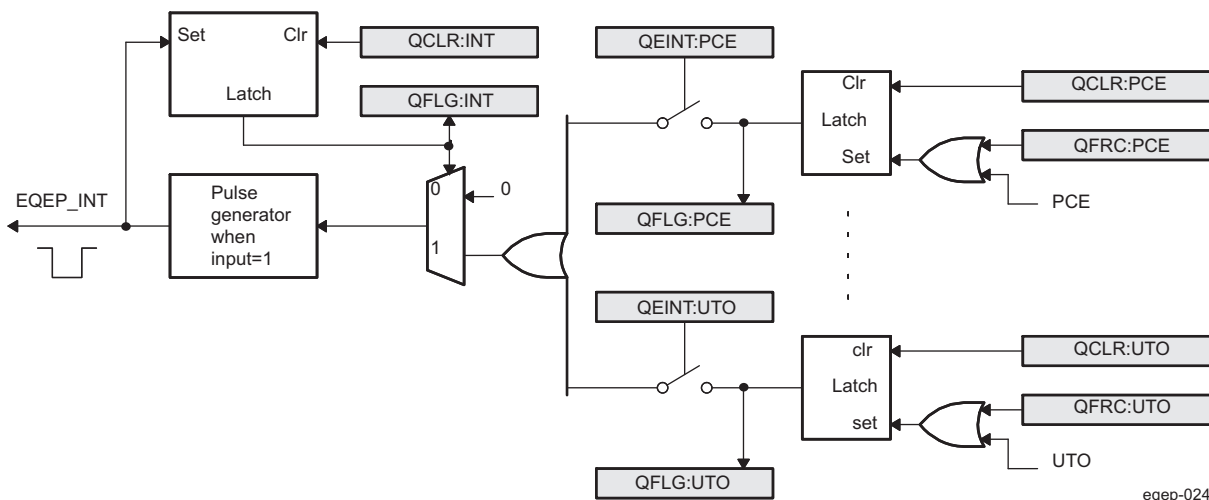 Set
Clr
Latch
QCLR:INT
QFLG:INT
EQEP_INT
Pulse
generator
when
input=1
0
0
1
QEINT:PCE
QFLG:PCE
Clr
Latch
Set
QCLR:PCE
QFRC:PCE
PCE
QEINT:UTO
QFLG:UTO
clr
Latch
set
QCLR:UTO
QFRC:UTO
UTO
eqep-024